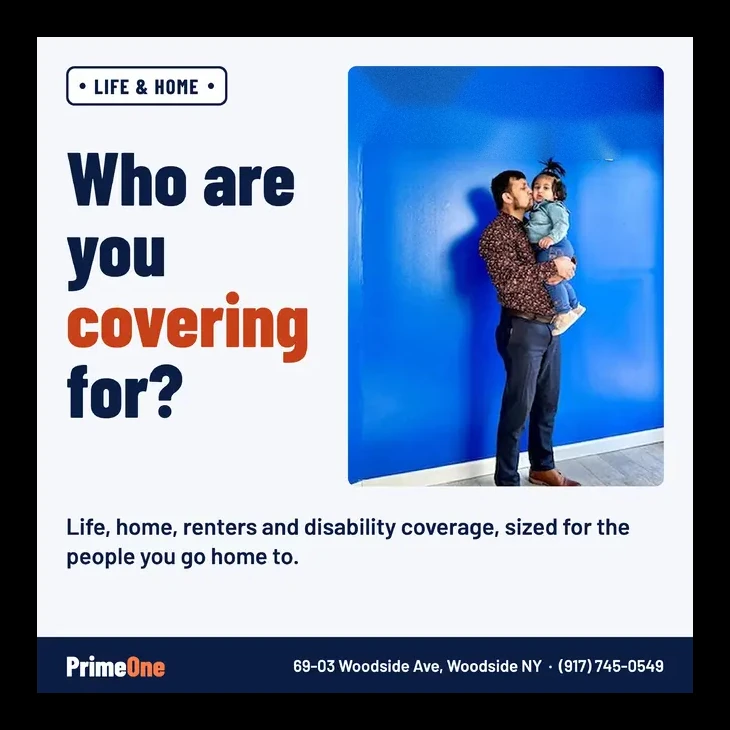 • LIFE & HOME •
Who are
you
covering
for?
Life, home, renters and disability coverage, sized for the
people you go home to.
PrimeOne
69-03 Woodside Ave, Woodside NY · (917) 745-0549